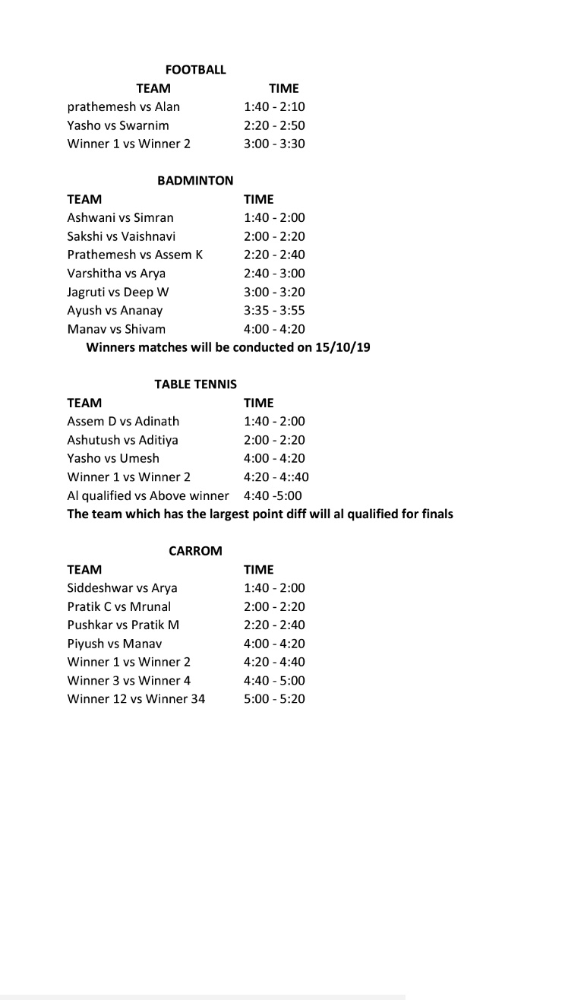 FOOTBALL
TEAM TIME
prathemesh vs Alan 1:40 - 2:10
Yasho vs Swarnim 2:20 - 2:50
Winner 1 vs Winner 2 3:00 - 3:30
BADMINTON
TEAM TIME
Ashwani vs Simran 1:40 - 2:00
Sakshi vs Vaishnavi 2:00 - 2:20
Prathemesh vs Assem K 2:20 - 2:40
Varshitha vs Arya 2:40 - 3:00
Jagruti vs Deep W 3:00 - 3:20
Ayush vs Ananay 3:35 - 3:55
Manav vs Shivam 4:00 - 4:20
Winners matches will be conducted on 15/10/19
TABLE TENNIS
TEAM TIME
Assem D vs Adinath 1:40 - 2:00
Ashutush vs Aditiya 2:00 - 2:20
Yasho vs Umesh 4:00 - 4:20
Winner 1 vs Winner 2 4:20 - 4::40
Al qualified vs Above winner 4:40 -5:00
The team which has the largest point diff will al qualified for finals
CARROM
TEAM TIME
Siddeshwar vs Arya 1:40 - 2:00
Pratik C vs Mrunal 2:00 - 2:20
Pushkar vs Pratik M 2:20 - 2:40
Piyush vs Manav 4:00 - 4:20
Winner 1 vs Winner 2 4:20 - 4:40
Winner 3 vs Winner 4 4:40 - 5:00
Winner 12 vs Winner 34 5:00 - 5:20